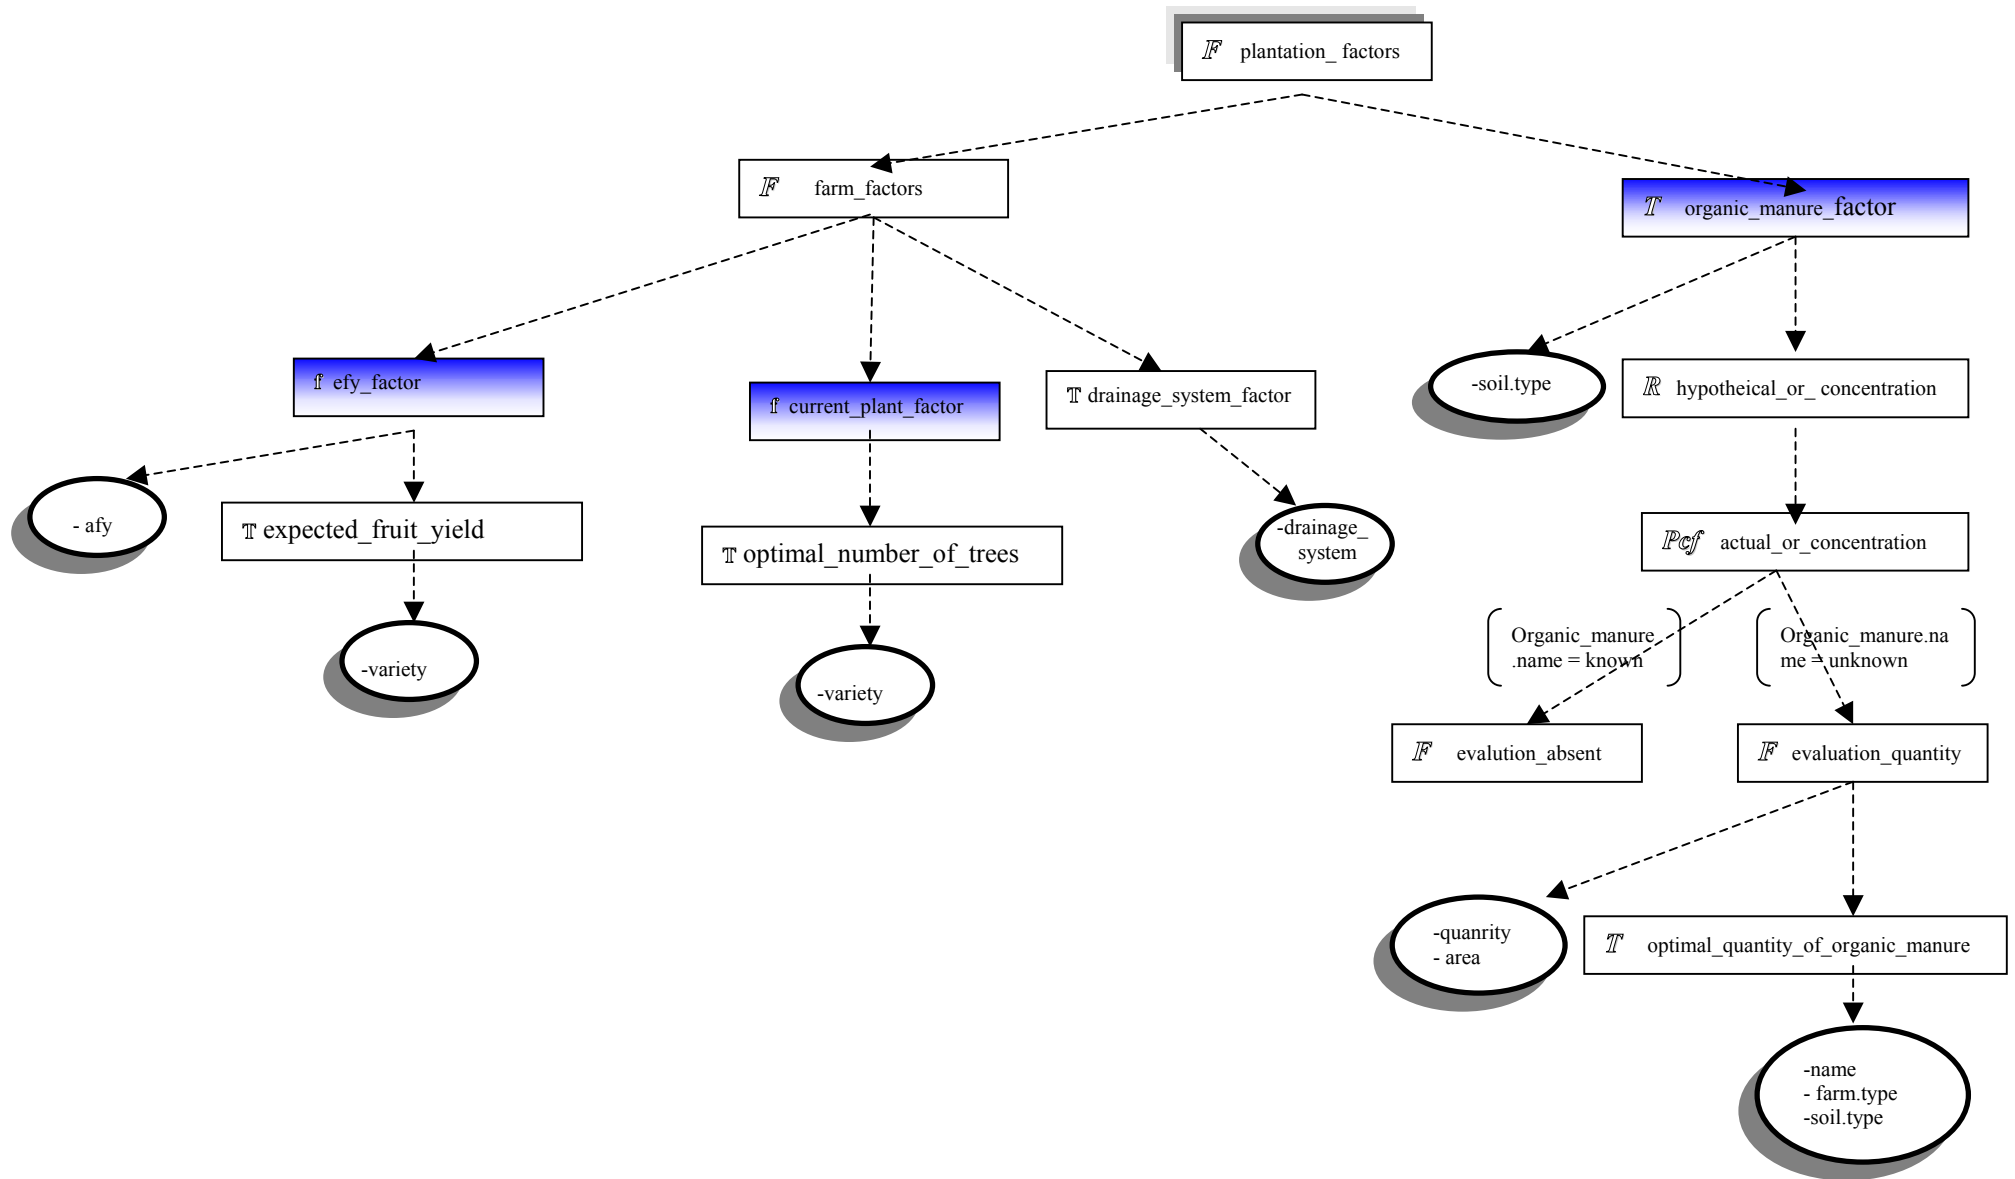 𝔽 plantation_ factors
𝔽 farm_factors
𝕋 organic_manure_factor
𝕗 efy_factor
𝕗 current_plant_factor
𝕋 drainage_system_factor
-soil.type
ℝ hypotheical_or_ concentration
- afy
𝕋 expected_fruit_yield
𝕋 optimal_number_of_trees
-drainage_
system
ℙ𝕔𝕗 actual_or_concentration
-variety
-variety
Organic_manure
.name = known
Organic_manure.na
me = unknown
𝔽 evalution_absent
𝔽 evaluation_quantity
-quanrity
- area
𝕋 optimal_quantity_of_organic_manure
-name
- farm.type
-soil.type